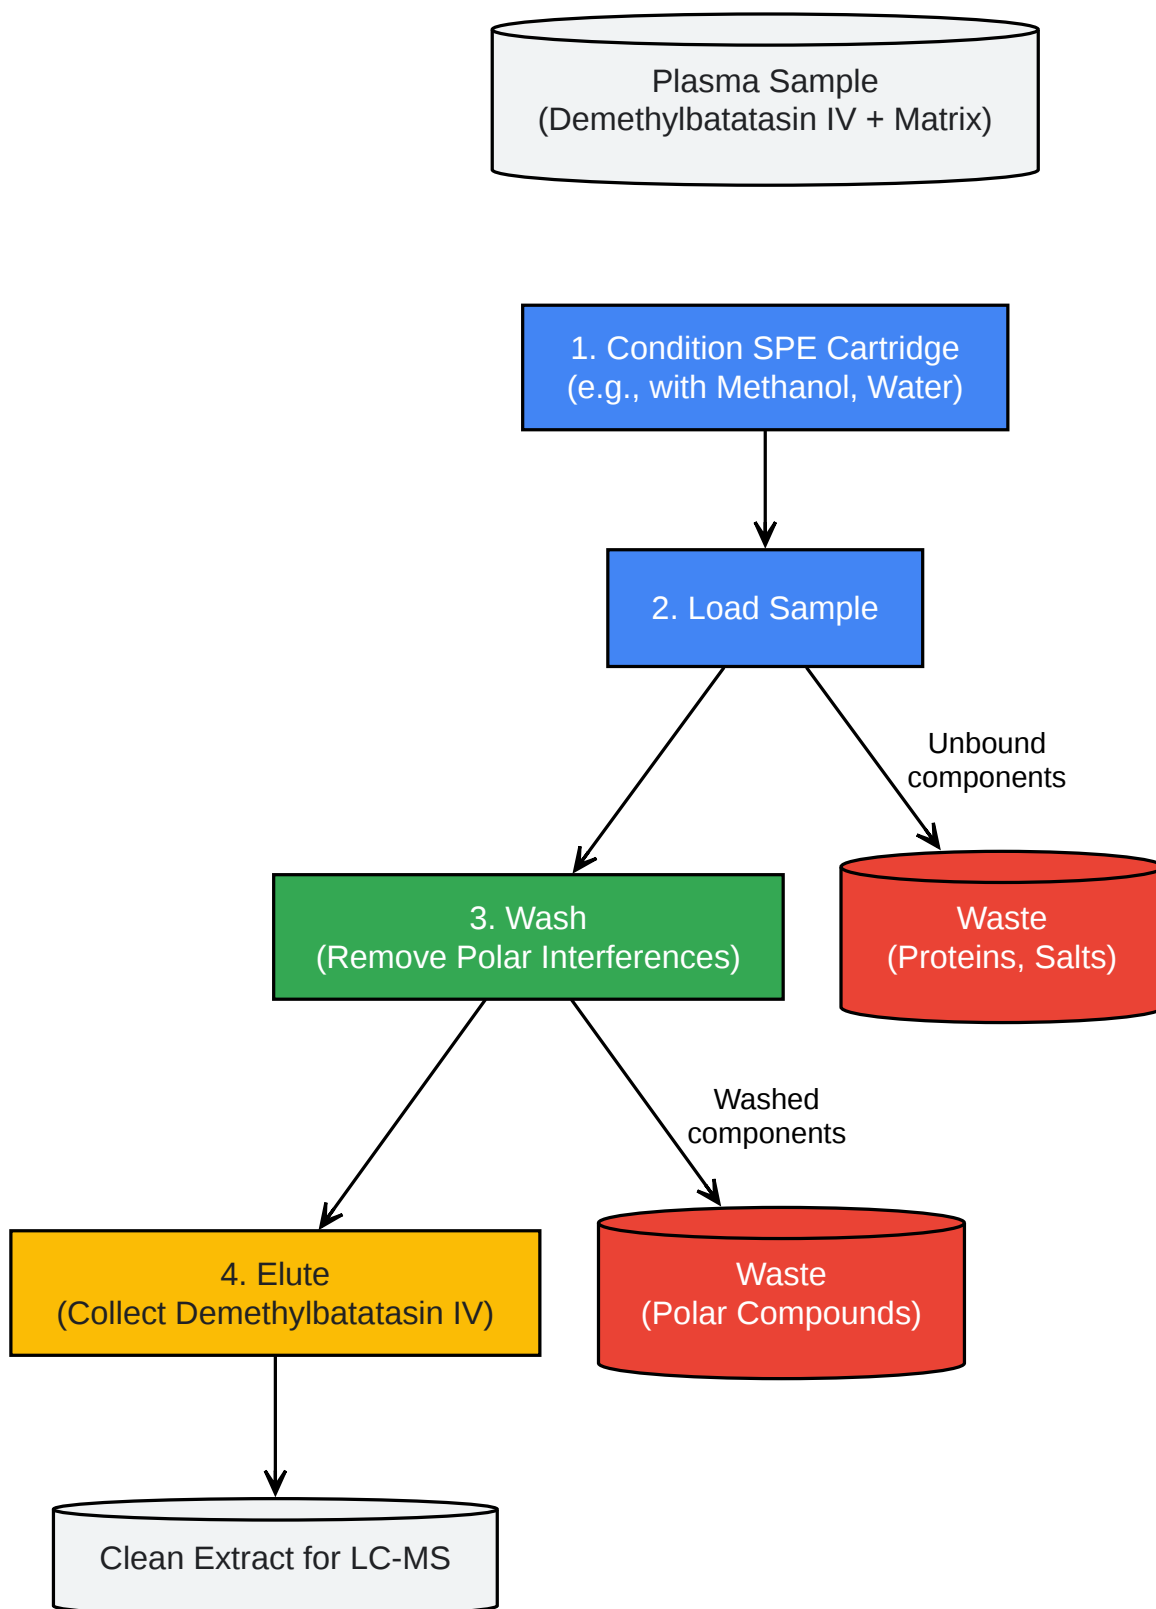 Plasma Sample
(Demethylbatatasin IV + Matrix)
1. Condition SPE Cartridge
(e.g., with Methanol, Water)
2. Load Sample
Unbound
components
3. Wash
(Remove Polar Interferences)
Waste
(Proteins, Salts)
Washed
components
4. Elute
(Collect Demethylbatatasin IV)
Waste
(Polar Compounds)
Clean Extract for LC-MS